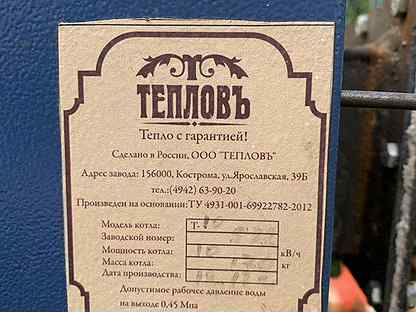 ТЕПЛОВЪ
Тепло с гарантией!
Сделано в России, ООО "ТЕПЛОВЪ"
Адрес завода: 156000, Кострома, ул.Ярославская, 39Б
тел.:(4942) 63-90-20
Произведен на основании:ТУ 4931-001-69922782-2012
Модель котла: Т-
Заводской номер:
Мощность котла: кВ/ч
Масса котла: кг
Дата производства:
Допустимое рабочее давление воды
на выходе 0,45 Мпа